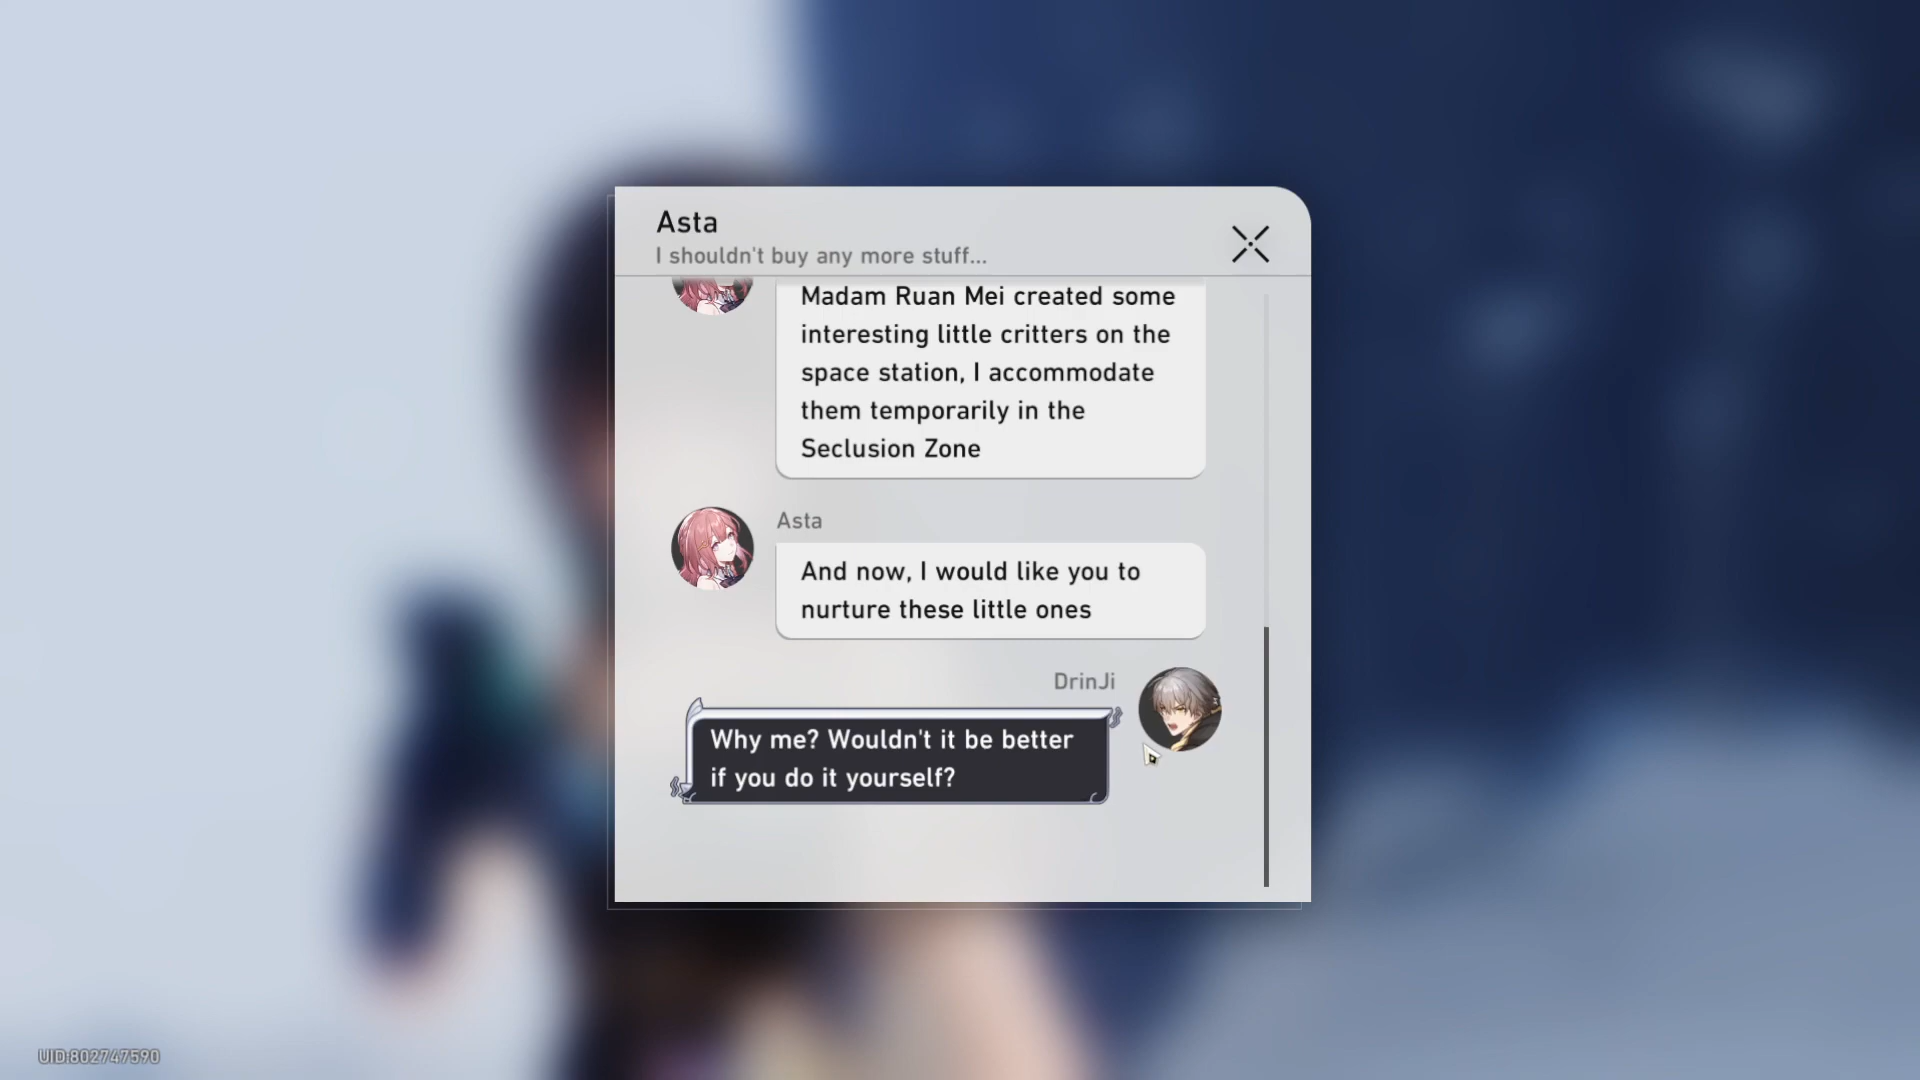 Asta
I shouldn't buy any more stuff...
Madam Ruan Mei created some
interesting little critters on the
space station, I accommodate
them temporarily in the
Seclusion Zone
Asta
And now, I would like you to
nurture these little ones
DrinJi
Why me? Wouldn't it be better
if you do it yourself?
UID:802747590